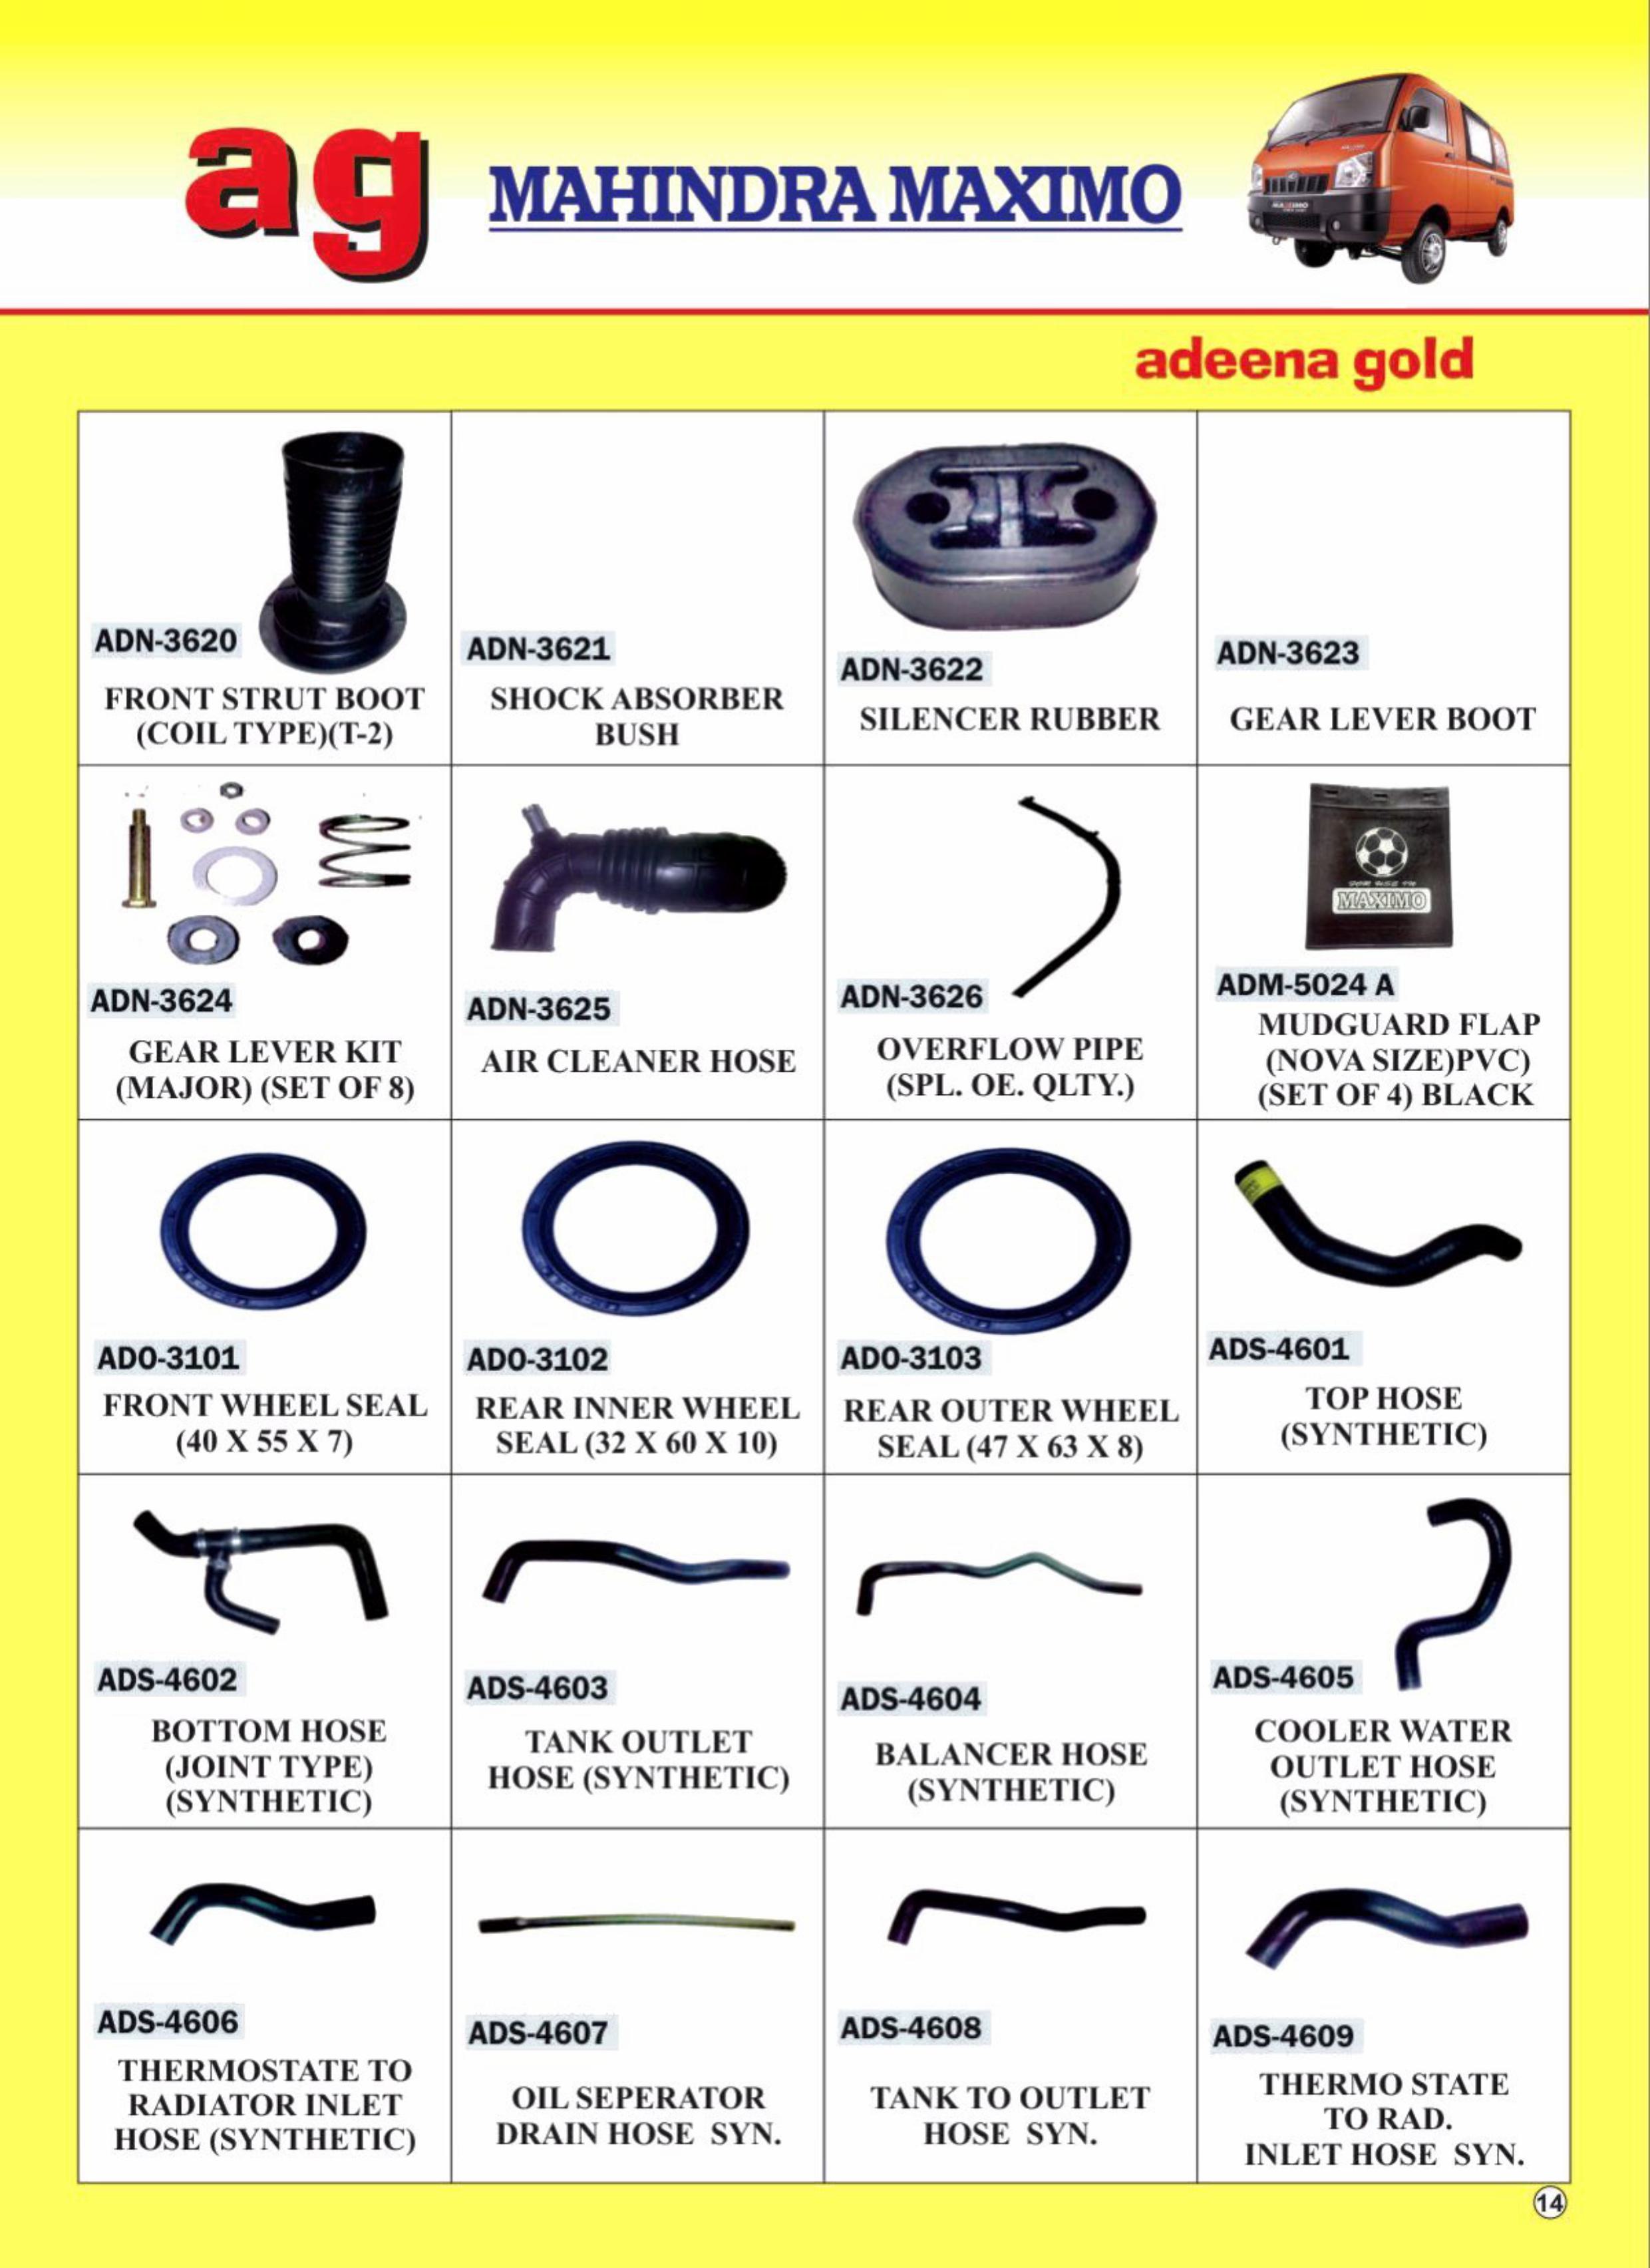 ag
MAHINDRA MAXIMO
MAXIMO
adeena gold
ADN-3620
FRONT STRUT BOOT
(COIL TYPE)(T-2)
ADN-3621
SHOCK ABSORBER
BUSH
ADN-3622
SILENCER RUBBER
ADN-3623
GEAR LEVER BOOT
ADN-3624
GEAR LEVER KIT
(MAJOR) (SET OF 8)
ADN-3625
AIR CLEANER HOSE
ADN-3626
OVERFLOW PIPE
(SPL. OE. QLTY.)
FOR USE IN
MAXIMO
ADM-5024 A
MUDGUARD FLAP
(NOVA SIZE)PVC)
(SET OF 4) BLACK
ADO-3101
FRONT WHEEL SEAL
(40 X 55 X 7)
ADO-3102
REAR INNER WHEEL
SEAL (32 X 60 X 10)
ADO-3103
REAR OUTER WHEEL
SEAL (47 X 63 X 8)
ADS-4601
TOP HOSE
(SYNTHETIC)
ADS-4602
BOTTOM HOSE
(JOINT TYPE)
(SYNTHETIC)
ADS-4603
TANK OUTLET
HOSE (SYNTHETIC)
ADS-4604
BALANCER HOSE
(SYNTHETIC)
ADS-4605
COOLER WATER
OUTLET HOSE
(SYNTHETIC)
ADS-4606
THERMOSTATE TO
RADIATOR INLET
HOSE (SYNTHETIC)
ADS-4607
OIL SEPERATOR
DRAIN HOSE  SYN.
ADS-4608
TANK TO OUTLET
HOSE  SYN.
ADS-4609
THERMO STATE
TO RAD.
INLET HOSE  SYN.
14